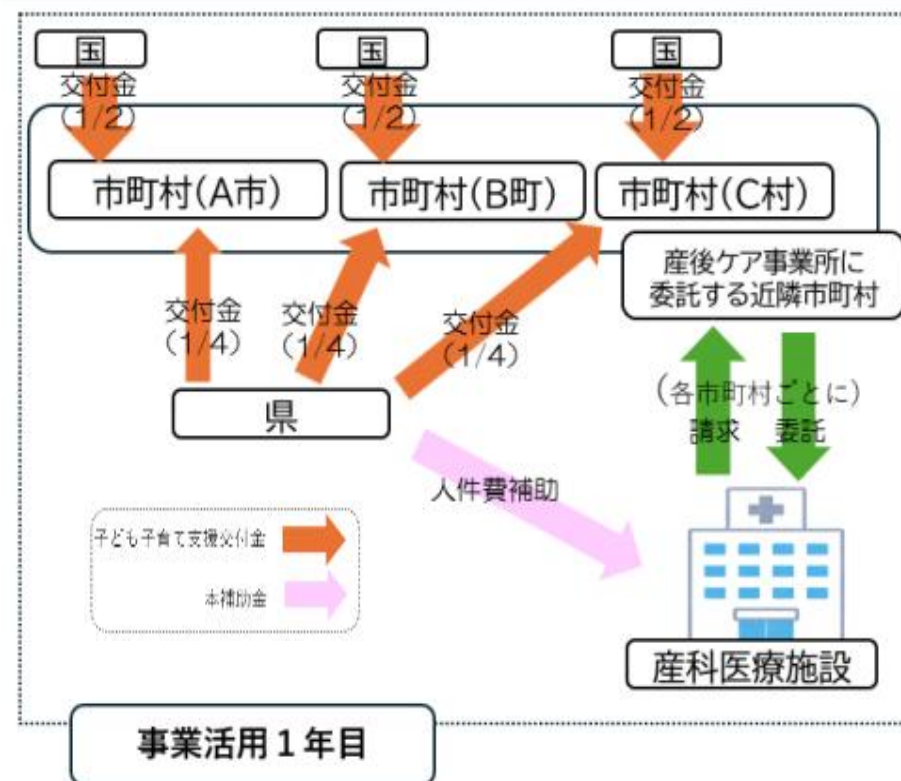 国
国
国
交付金
(1/2)
交付金
(1/2)
交付金
(1/2)
市町村(A市)
市町村(B町)
市町村(C村)
産後ケア事業所に
委託する近隣市町村
交付金
(1/4)
交付金
(1/4)
交付金
(1/4)
(各市町村ごとに)
請求 委託
県
人件費補助
子ども子育て支援交付金
本補助金
産科医療施設
事業活用1年目